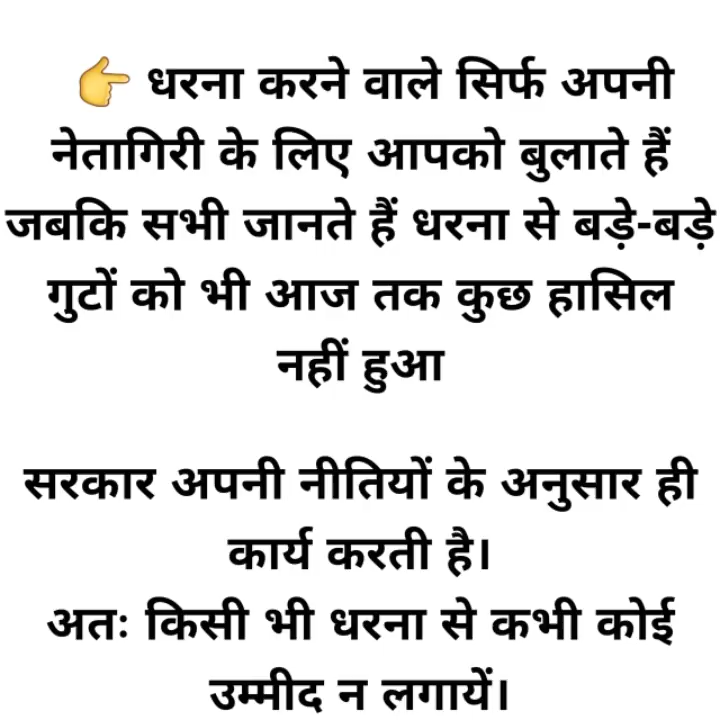 👉 धरना करने वाले सिर्फ अपनी
नेतागिरी के लिए आपको बुलाते हैं
जबकि सभी जानते हैं धरना से बड़े-बड़े
गुटों को भी आज तक कुछ हासिल
नहीं हुआ
सरकार अपनी नीतियों के अनुसार ही
कार्य करती है।
अतः किसी भी धरना से कभी कोई
उम्मीद न लगायें।